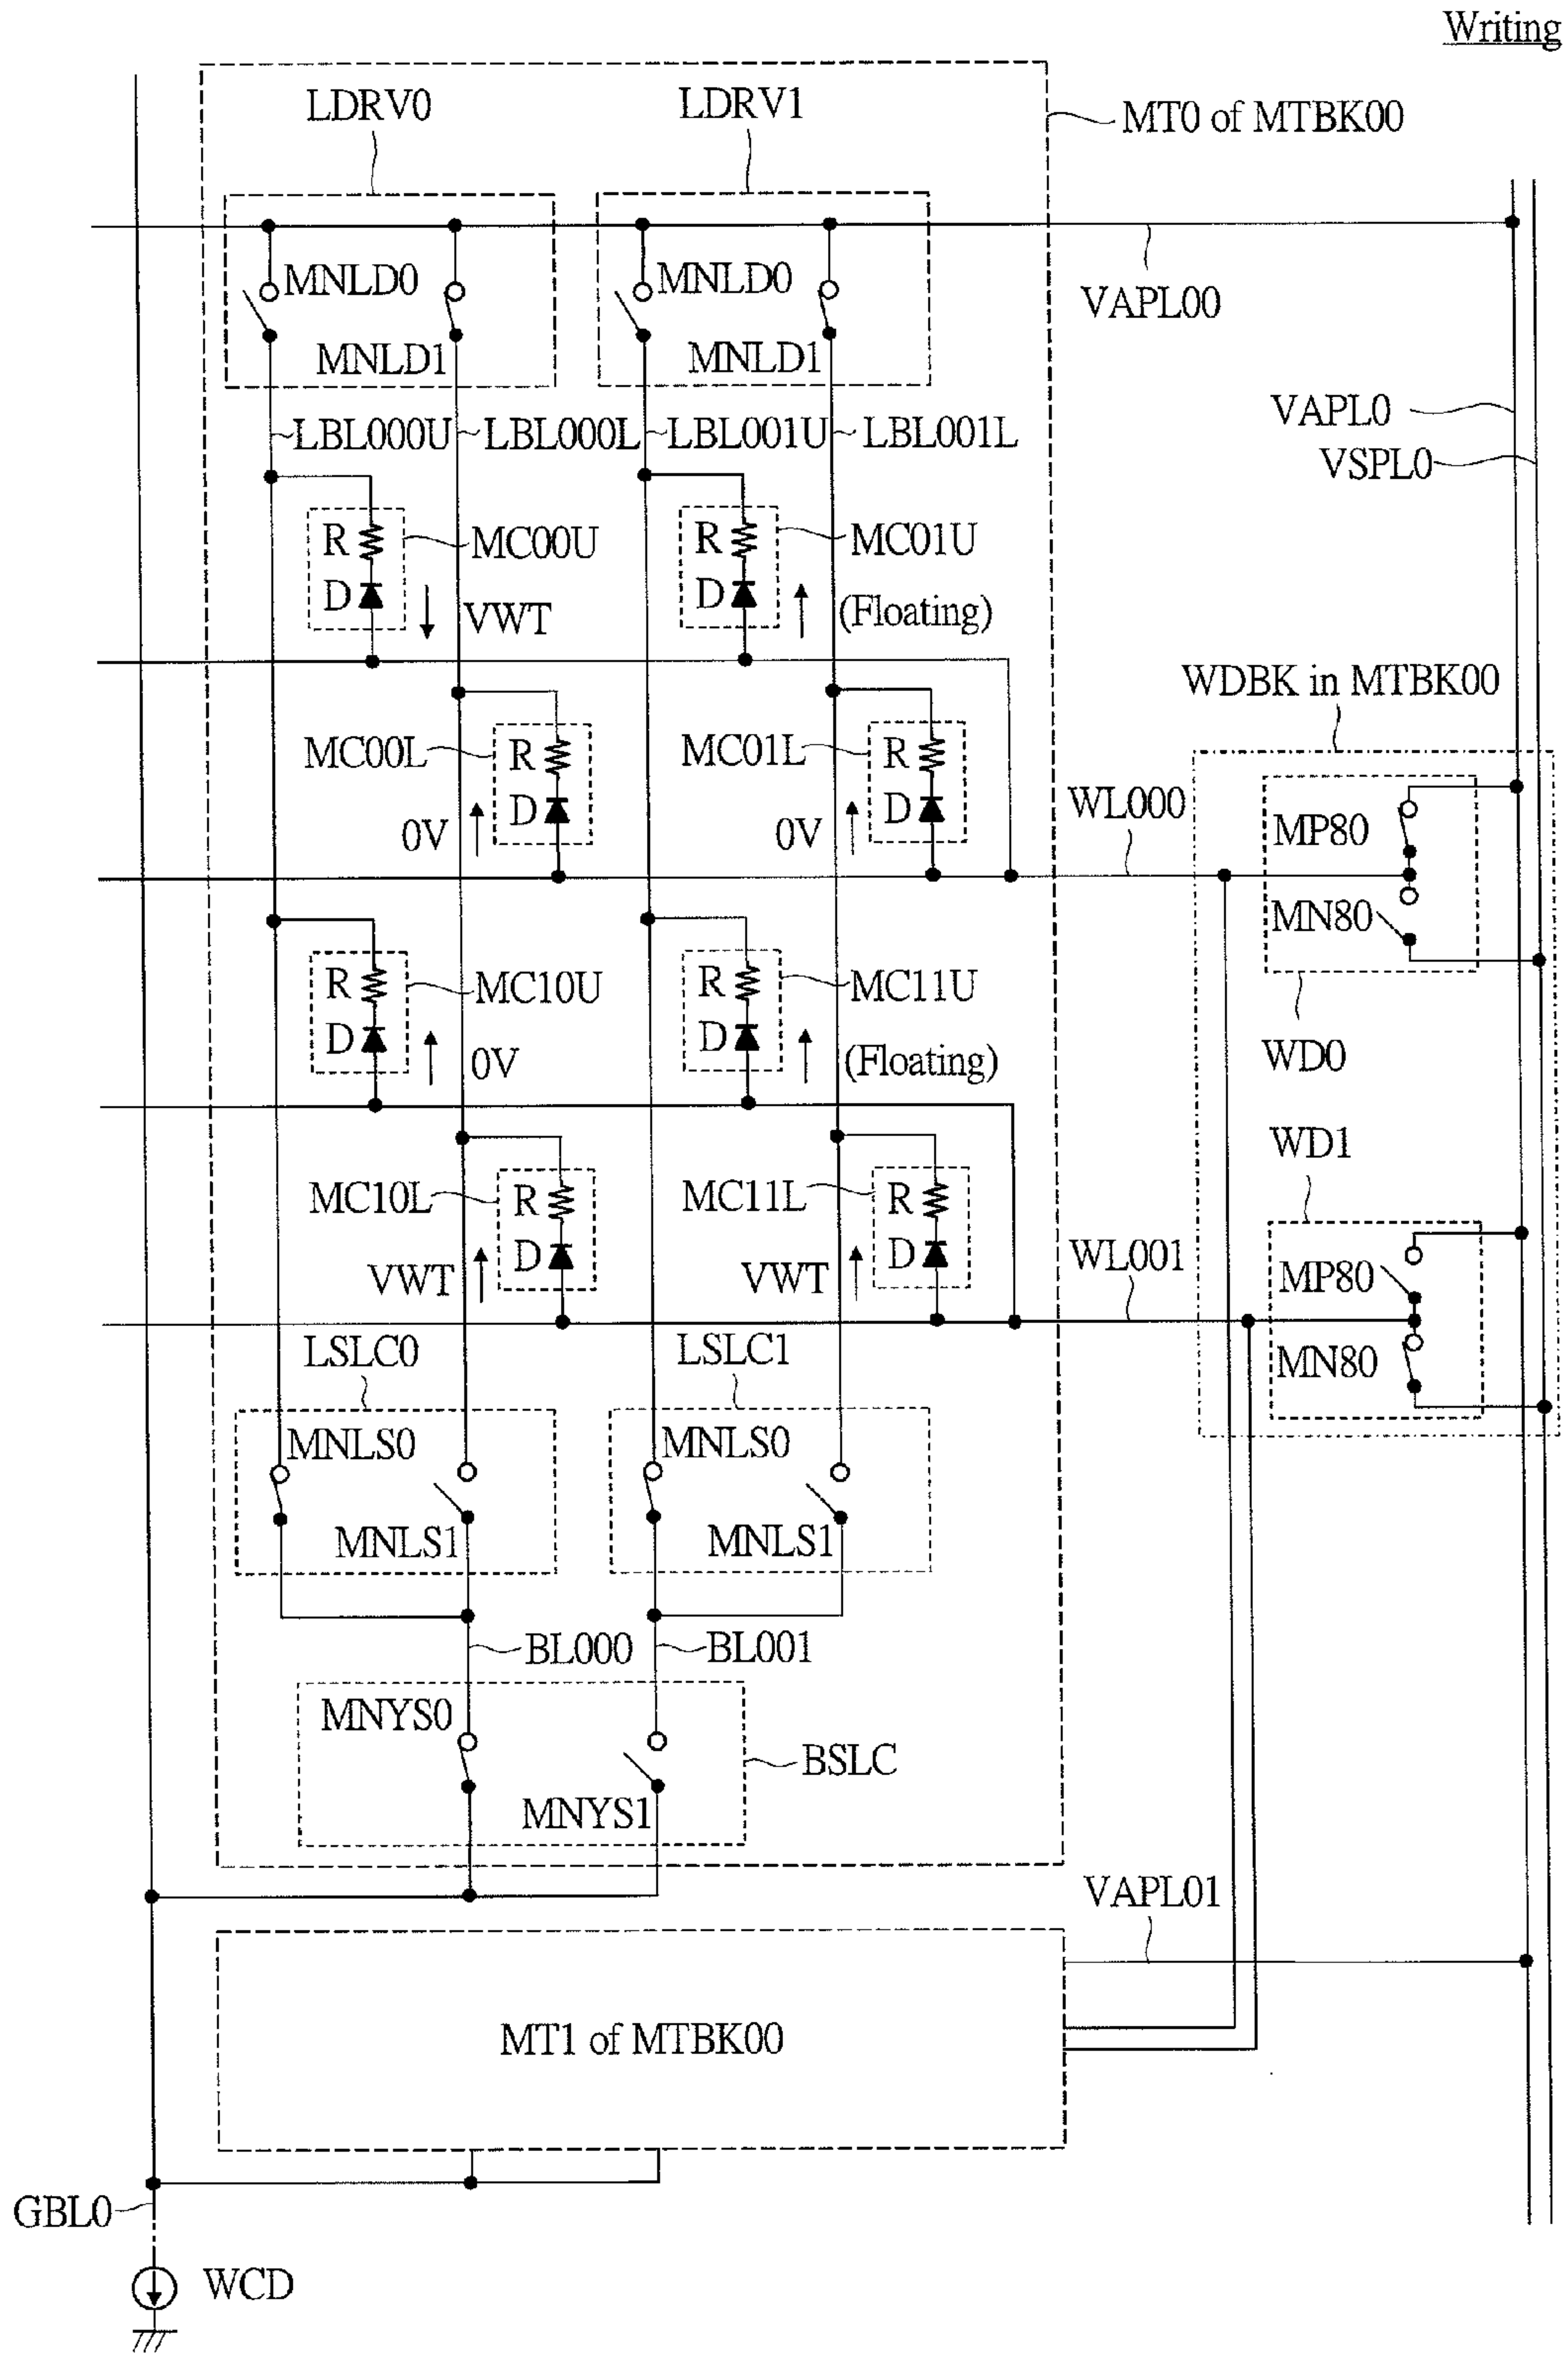 Writing
LDRV0
LDRV1
MT0 of MTBK00
MNLD0
MNLD0
VAPL00
MNLD1
MNLD1
VAPL0
LBL000U
LBL000L
LBL001U
LBL001L
VSPL0
R
MC00U
R
MC01U
D
VWT
D
(Floating)
WDBK in MTBK00
MC00L
R
MC01L
R
WL000
0V
D
0V
D
MP80
MN80
R
MC10U
R
MC11U
D
0V
D
(Floating)
WD0
WD1
MC10L
R
MC11L
R
VWT
D
VWT
D
WL001
MP80
LSLC0
LSLC1
MN80
MNLS0
MNLS0
MNLS1
MNLS1
BL000
BL001
MNYS0
BSLC
MNYS1
VAPL01
MT1 of MTBK00
GBL0
WCD